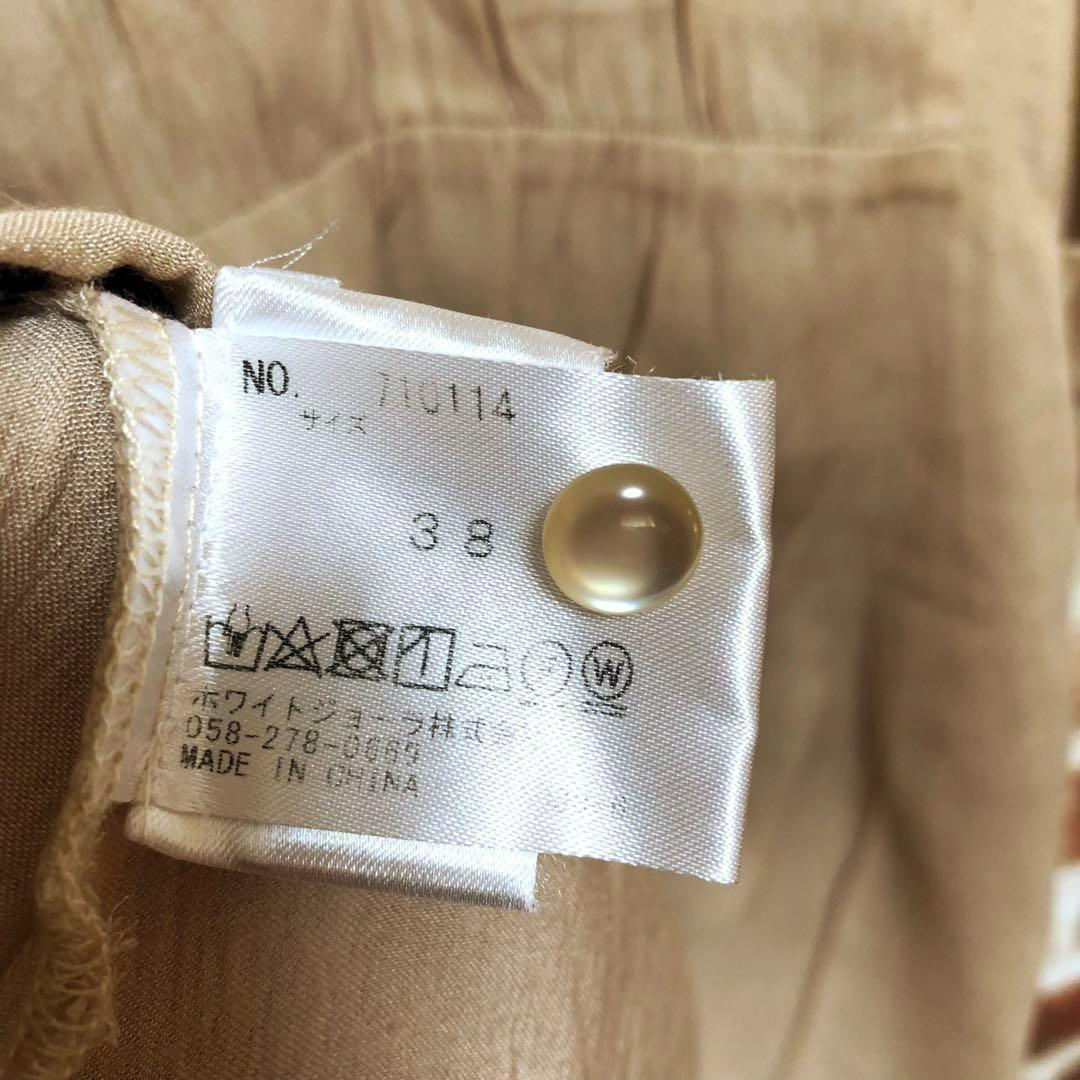 NO. 710114
サイズ
38
W
ホワイトジョーラ株式会
058-278-0669
MADE IN CHINA